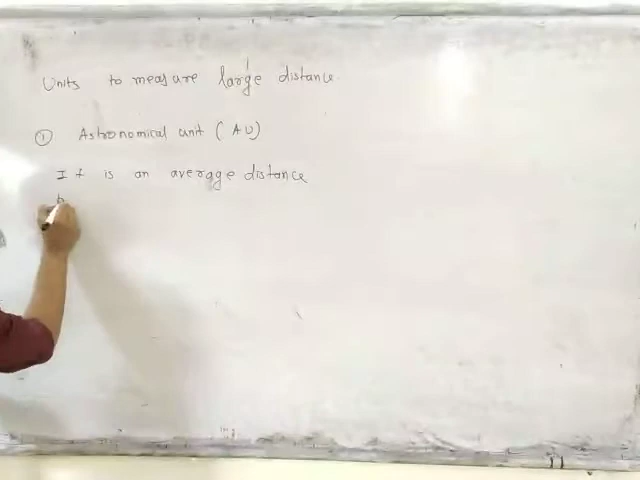 Units to measure large distance.
① Astronomical unit (AU)
It is an average distance
b